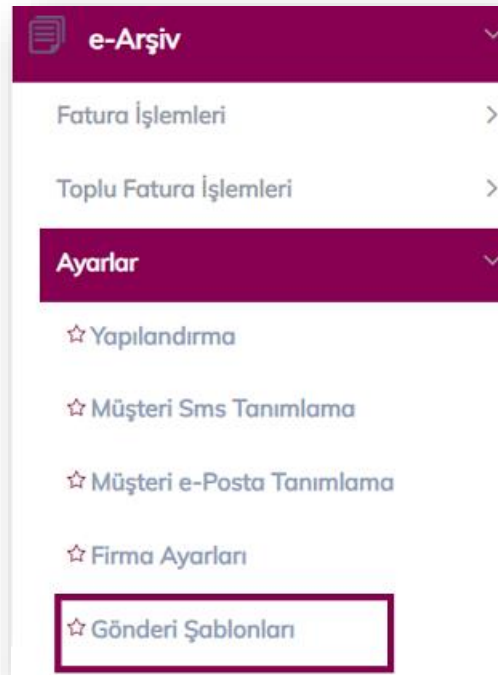 e-Arşiv
Fatura İşlemleri
Toplu Fatura İşlemleri
Ayarlar
Yapılandırma
Müşteri Sms Tanımlama
Müşteri e-Posta Tanımlama
Firma Ayarları
Gönderi Şablonları